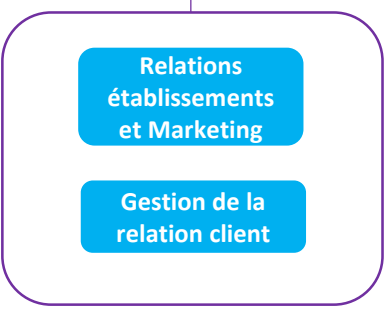 Relations
établissements
et Marketing
Gestion de la
relation client